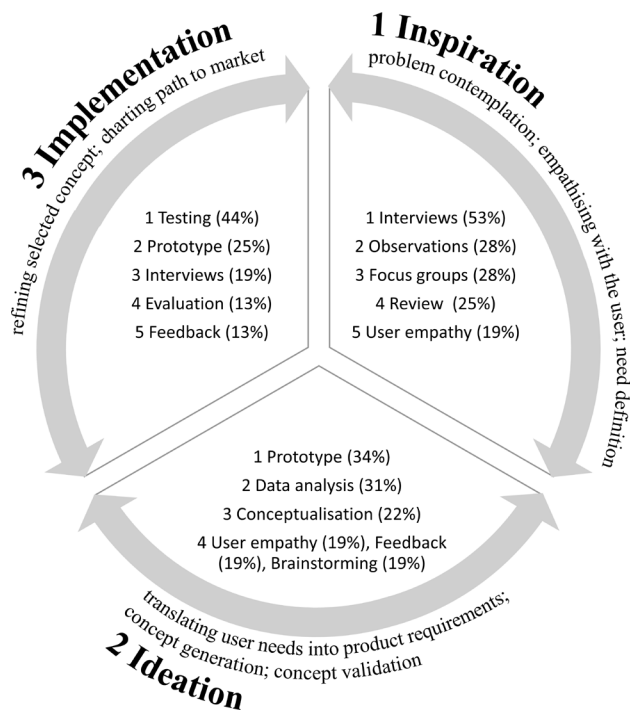 1 Inspiration
problem contemplation; empathising with the user; need definition
1 Interviews (53%)
2 Observations (28%)
3 Focus groups (28%)
4 Review (25%)
5 User empathy (19%)
2 Ideation
translating user needs into product requirements;
concept generation; concept validation
1 Prototype (34%)
2 Data analysis (31%)
3 Conceptualisation (22%)
4 User empathy (19%), Feedback
(19%), Brainstorming (19%)
3 Implementation
refining selected concept; charting path to market
1 Testing (44%)
2 Prototype (25%)
3 Interviews (19%)
4 Evaluation (13%)
5 Feedback (13%)